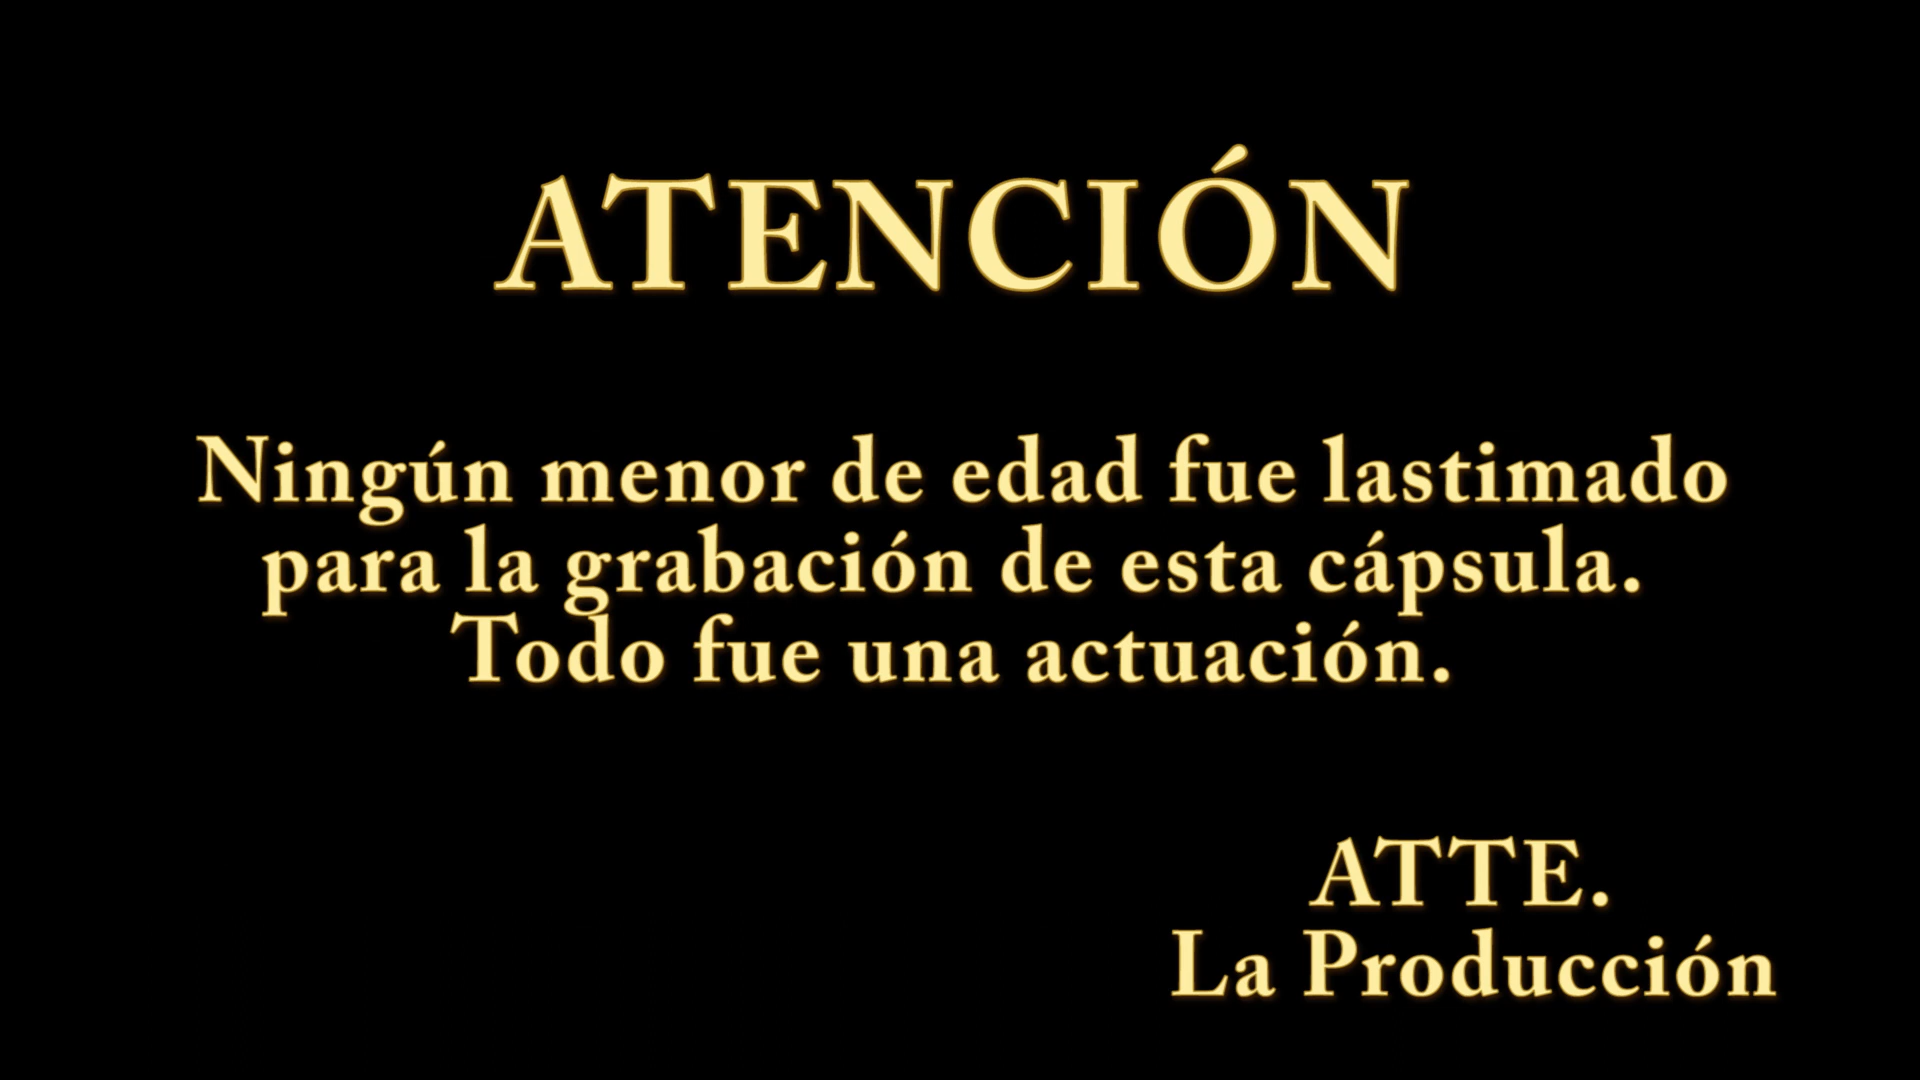 ATENCIÓN
Ningún menor de edad fue lastimado
para la grabación de esta cápsula.
Todo fue una actuación.
ATTE.
La Producción